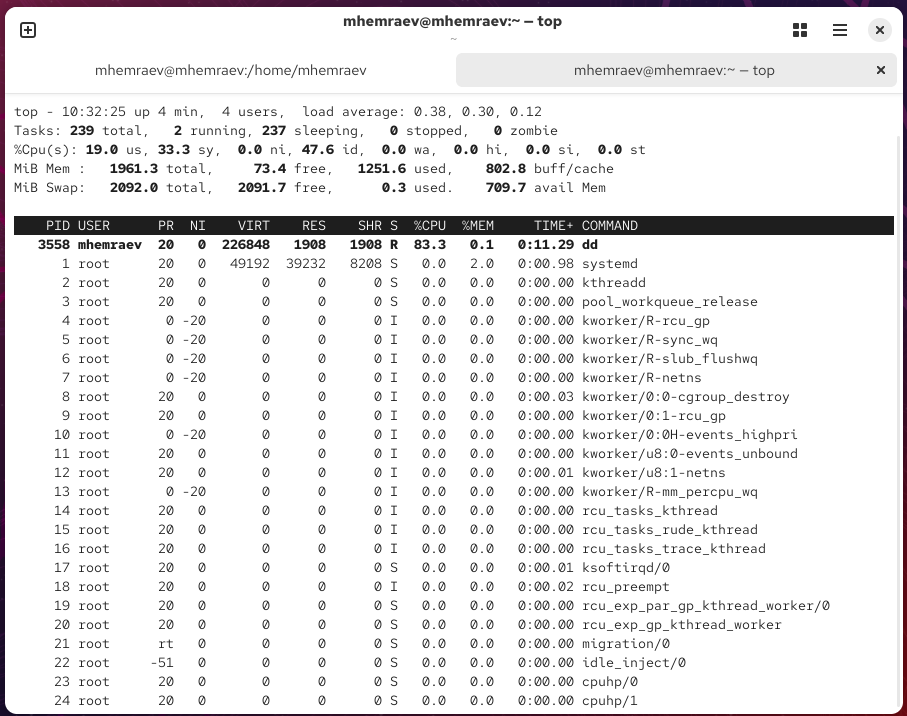 mhemraev@mhemraev:~ — top
~
mhemraev@mhemraev:/home/mhemraev
mhemraev@mhemraev:~ — top
top - 10:32:25 up 4 min,  4 users,  load average: 0.38, 0.30, 0.12
Tasks: 239 total,   2 running, 237 sleeping,   0 stopped,   0 zombie
%Cpu(s): 19.0 us, 33.3 sy,  0.0 ni, 47.6 id,  0.0 wa,  0.0 hi,  0.0 si,  0.0 st
MiB Mem :   1961.3 total,     73.4 free,   1251.6 used,    802.8 buff/cache
MiB Swap:   2092.0 total,   2091.7 free,      0.3 used.    709.7 avail Mem
PID USER      PR  NI    VIRT    RES    SHR S  %CPU  %MEM     TIME+ COMMAND
3558 mhemraev  20   0  226848   1908   1908 R  83.3   0.1   0:11.29 dd
1 root      20   0   49192  39232   8208 S   0.0   2.0   0:00.98 systemd
2 root      20   0       0      0      0 S   0.0   0.0   0:00.00 kthreadd
3 root      20   0       0      0      0 S   0.0   0.0   0:00.00 pool_workqueue_release
4 root       0 -20       0      0      0 I   0.0   0.0   0:00.00 kworker/R-rcu_gp
5 root       0 -20       0      0      0 I   0.0   0.0   0:00.00 kworker/R-sync_wq
6 root       0 -20       0      0      0 I   0.0   0.0   0:00.00 kworker/R-slub_flushwq
7 root       0 -20       0      0      0 I   0.0   0.0   0:00.00 kworker/R-netns
8 root      20   0       0      0      0 I   0.0   0.0   0:00.03 kworker/0:0-cgroup_destroy
9 root      20   0       0      0      0 I   0.0   0.0   0:00.00 kworker/0:1-rcu_gp
10 root       0 -20       0      0      0 I   0.0   0.0   0:00.00 kworker/0:0H-events_highpri
11 root      20   0       0      0      0 I   0.0   0.0   0:00.00 kworker/u8:0-events_unbound
12 root      20   0       0      0      0 I   0.0   0.0   0:00.01 kworker/u8:1-netns
13 root       0 -20       0      0      0 I   0.0   0.0   0:00.00 kworker/R-mm_percpu_wq
14 root      20   0       0      0      0 I   0.0   0.0   0:00.00 rcu_tasks_kthread
15 root      20   0       0      0      0 I   0.0   0.0   0:00.00 rcu_tasks_rude_kthread
16 root      20   0       0      0      0 I   0.0   0.0   0:00.00 rcu_tasks_trace_kthread
17 root      20   0       0      0      0 S   0.0   0.0   0:00.01 ksoftirqd/0
18 root      20   0       0      0      0 I   0.0   0.0   0:00.02 rcu_preempt
19 root      20   0       0      0      0 S   0.0   0.0   0:00.00 rcu_exp_par_gp_kthread_worker/0
20 root      20   0       0      0      0 S   0.0   0.0   0:00.00 rcu_exp_gp_kthread_worker
21 root      rt   0       0      0      0 S   0.0   0.0   0:00.00 migration/0
22 root     -51   0       0      0      0 S   0.0   0.0   0:00.00 idle_inject/0
23 root      20   0       0      0      0 S   0.0   0.0   0:00.00 cpuhp/0
24 root      20   0       0      0      0 S   0.0   0.0   0:00.00 cpuhp/1